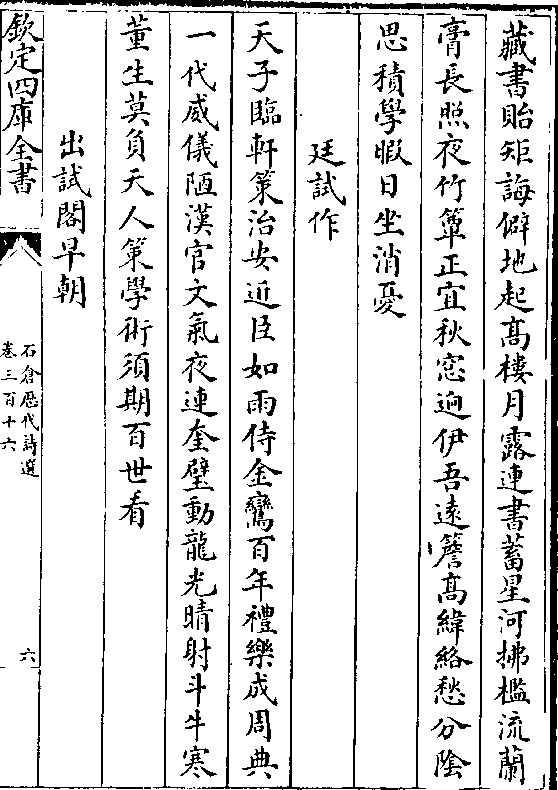 藏書貽矩誨僻地起髙樓月露連書蓄星河拂檻流蘭
膏長照夜竹簟正宜秋窓逈伊吾遠簷髙緯絡愁分陰
思積學暇日坐消憂
廷試作
天子臨軒策治安近臣如雨侍金鸞百年禮樂成周典
一代威儀陋漢官文氣夜連奎壁動龍光晴射斗牛寒
董生莫負天人策學術須期百世看
出試閣早朝
欽定四庫全書
石倉歴代詩選
卷三百十六
六